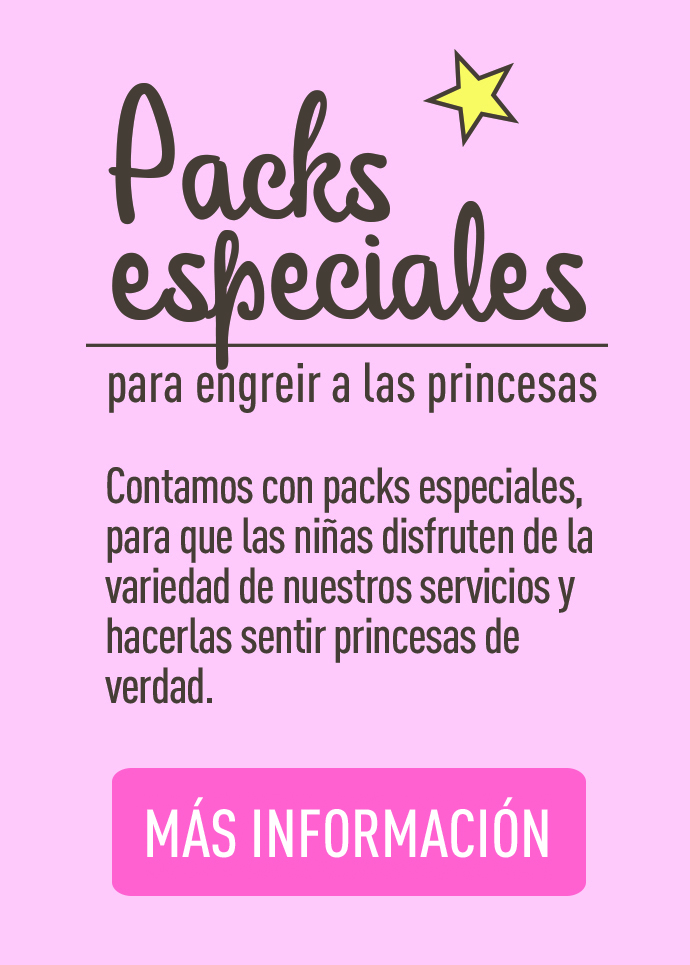 Packs
especiales
para engreir a las princesas
Contamos con packs especiales,
para que las niñas disfruten de la
variedad de nuestros servicios y
hacerlas sentir princesas de
verdad.
MÁS INFORMACIÓN